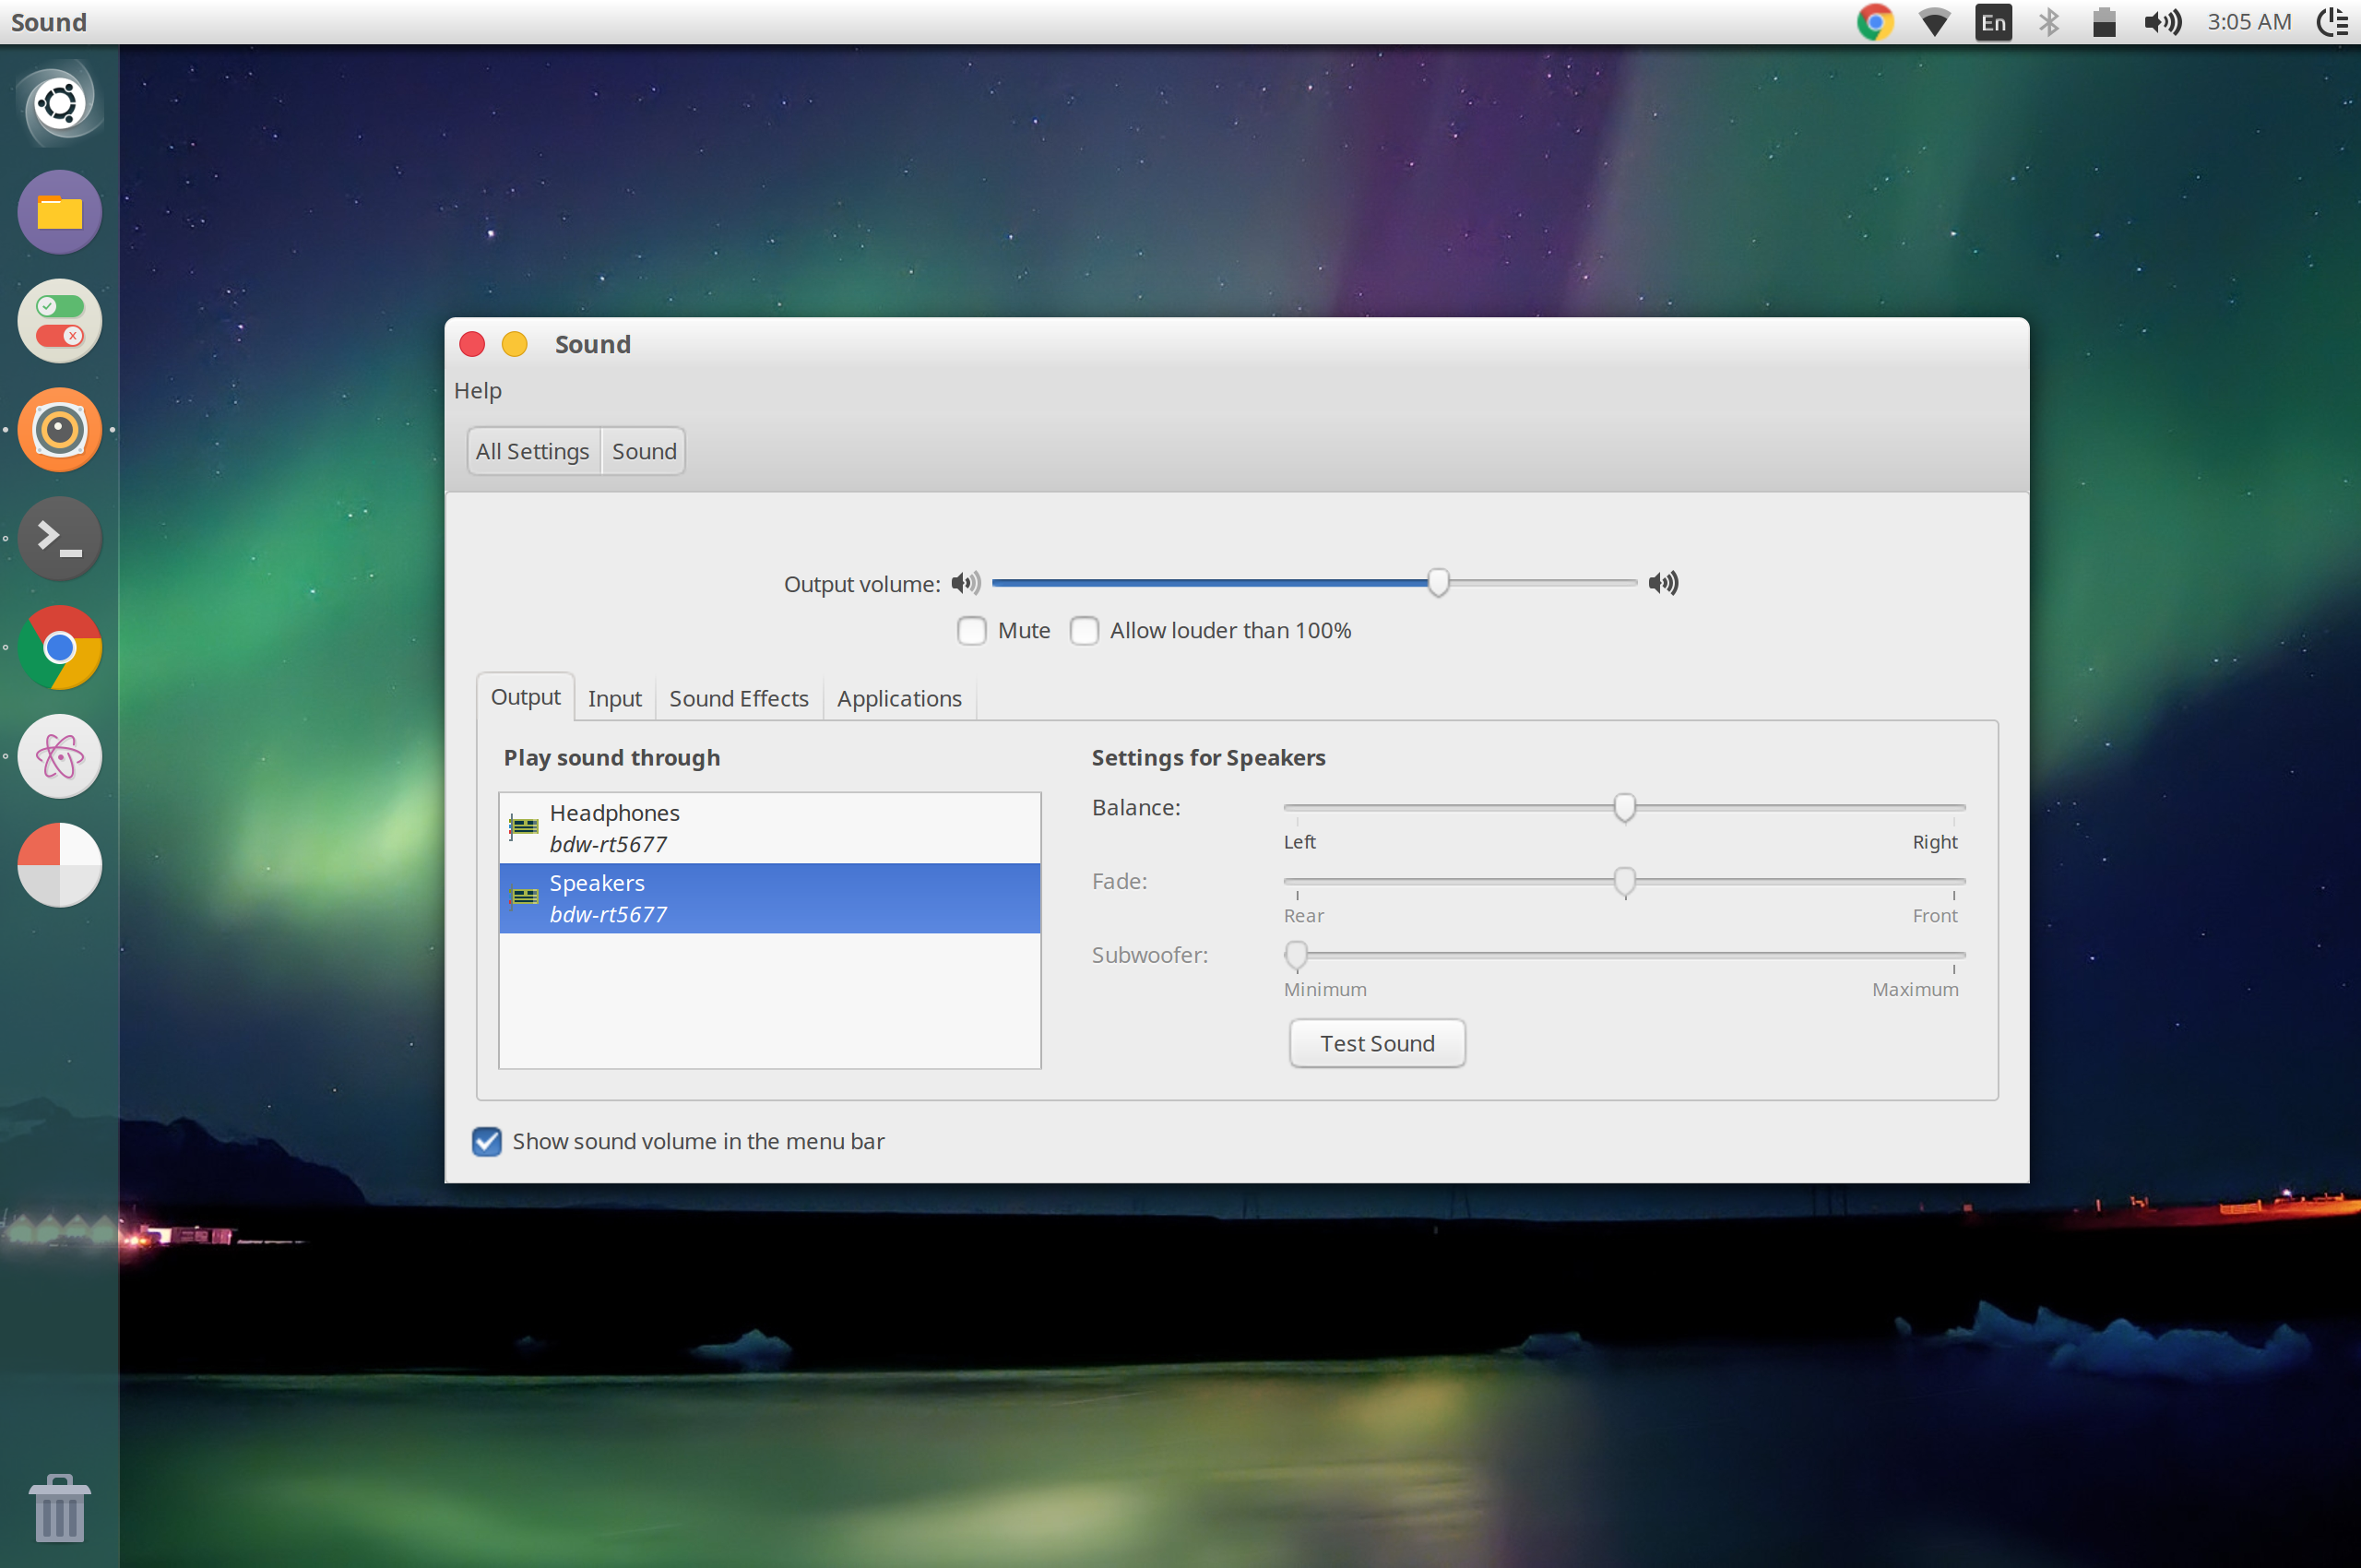 Sound
En
3:05 AM
Sound
Help
All Settings
Sound
Output volume:
Mute
Allow louder than 100%
Output
Input
Sound Effects
Applications
Play sound through
Headphones
bdw-rt5677
Speakers
bdw-rt5677
Settings for Speakers
Balance:
Left
Right
Fade:
Rear
Front
Subwoofer:
Minimum
Maximum
Test Sound
Show sound volume in the menu bar